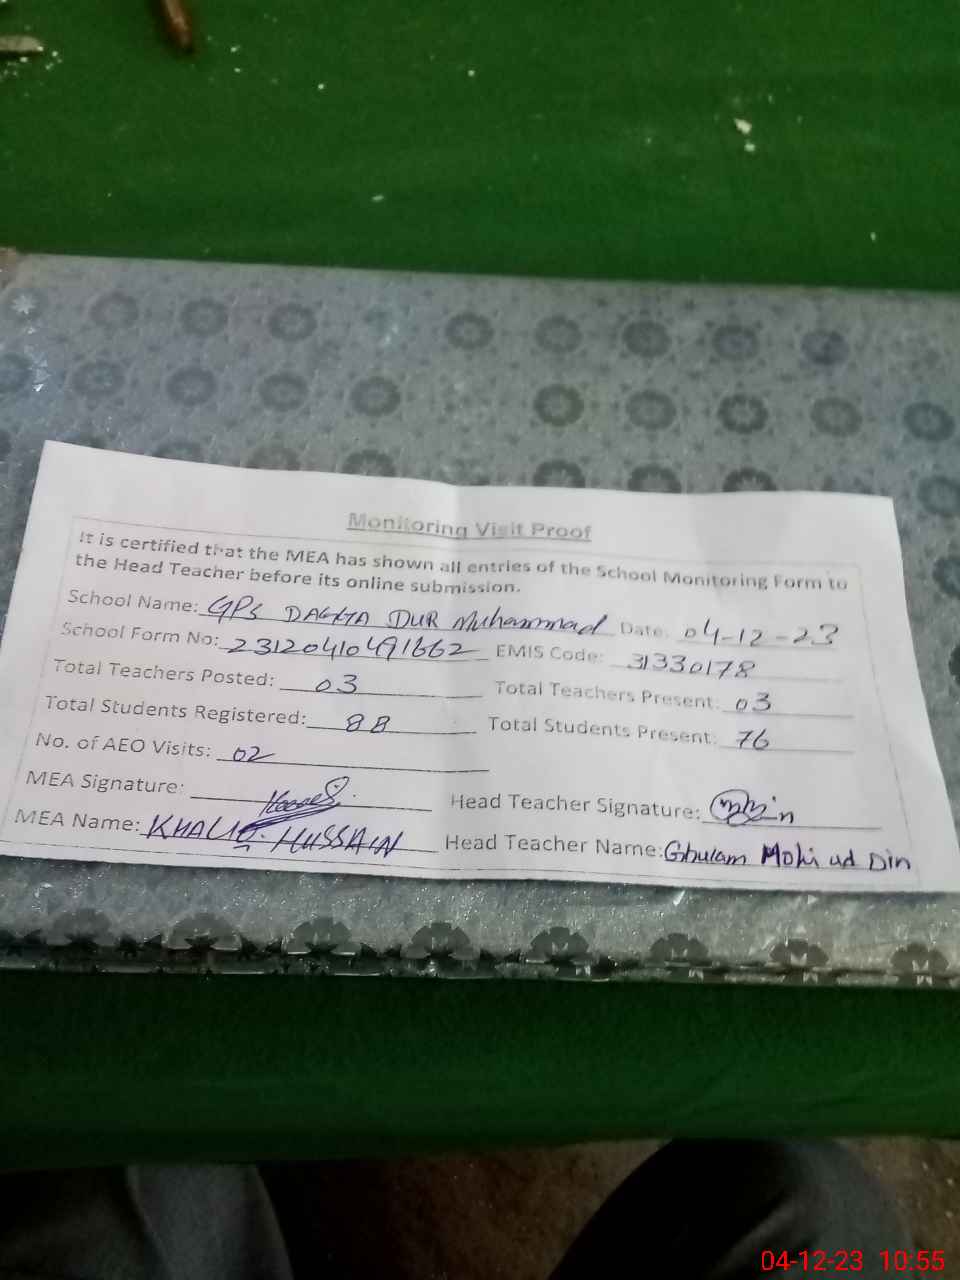 Monitoring Visit Proof
It is certified that the MEA has shown all entries of the School Monitoring Form to
the Head Teacher before its online submission.
School Name: GPS DAGGA DUR Muhammad Date: 04-12-23
School Form No: 23120410491662 EMIS Code: 31330178
Total Teachers Posted: 03 Total Teachers Present: 03
Total Students Registered: 88 Total Students Present: 76
No. of AEO Visits: 02
MEA Signature: Head Teacher Signature:
MEA Name: KHALID HUSSAIN Head Teacher Name: Ghulam Mohi ud Din
04-12-23 10:55